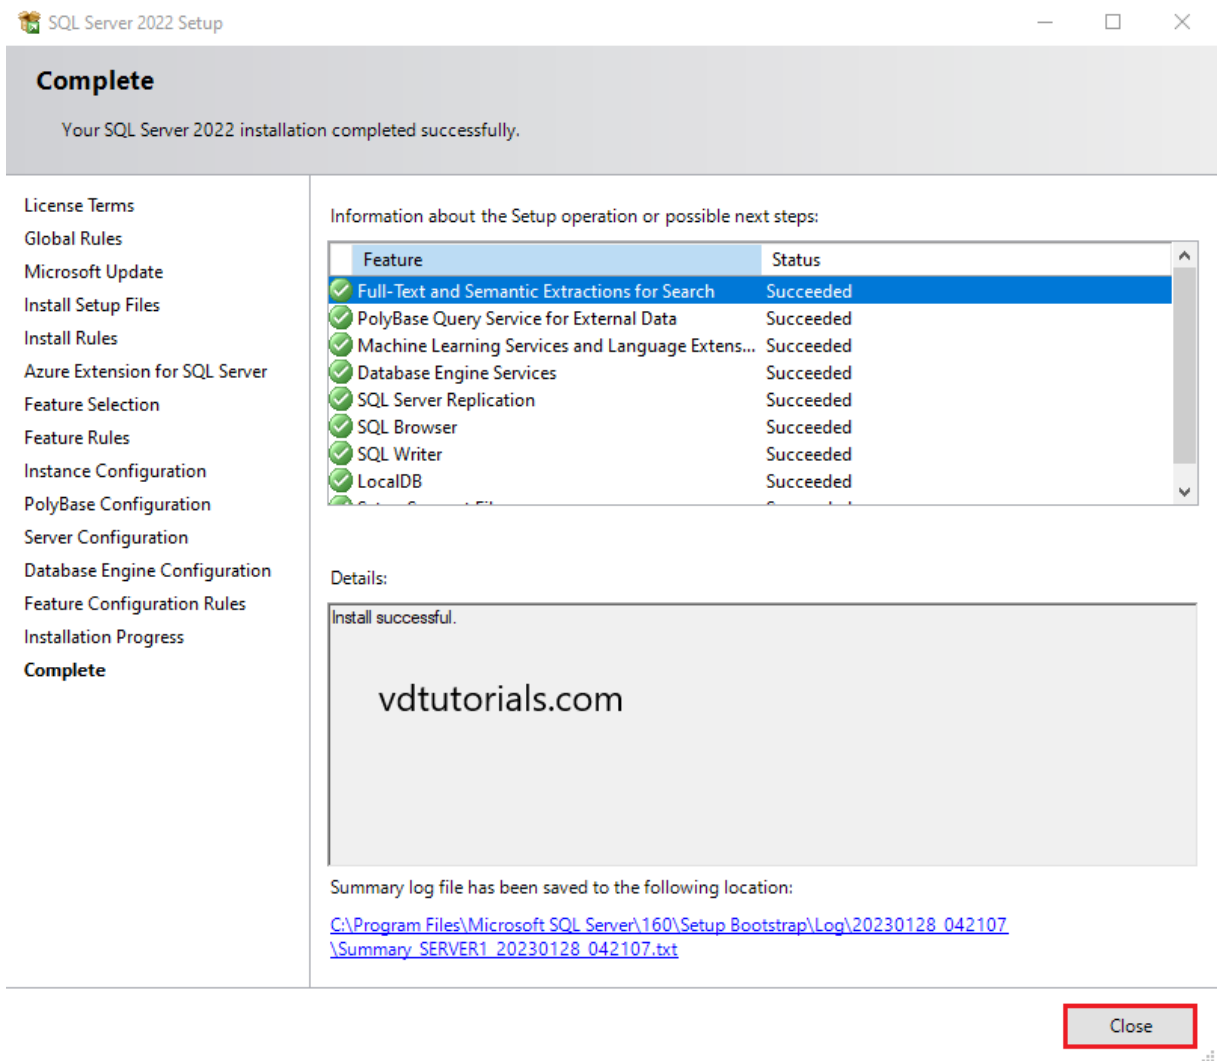 SQL Server 2022 Setup
Complete
Your SQL Server 2022 installation completed successfully.
License Terms
Global Rules
Microsoft Update
Install Setup Files
Install Rules
Azure Extension for SQL Server
Feature Selection
Feature Rules
Instance Configuration
PolyBase Configuration
Server Configuration
Database Engine Configuration
Feature Configuration Rules
Installation Progress
Complete
Information about the Setup operation or possible next steps:
Feature Status
Full-Text and Semantic Extractions for Search Succeeded
PolyBase Query Service for External Data Succeeded
Machine Learning Services and Language Extens... Succeeded
Database Engine Services Succeeded
SQL Server Replication Succeeded
SQL Browser Succeeded
SQL Writer Succeeded
LocalDB Succeeded
Details:
Install successful.
vdtutorials.com
Summary log file has been saved to the following location:
C:\Program Files\Microsoft SQL Server\160\Setup Bootstrap\Log\20230128_042107
\Summary_SERVER1_20230128_042107.txt
Close